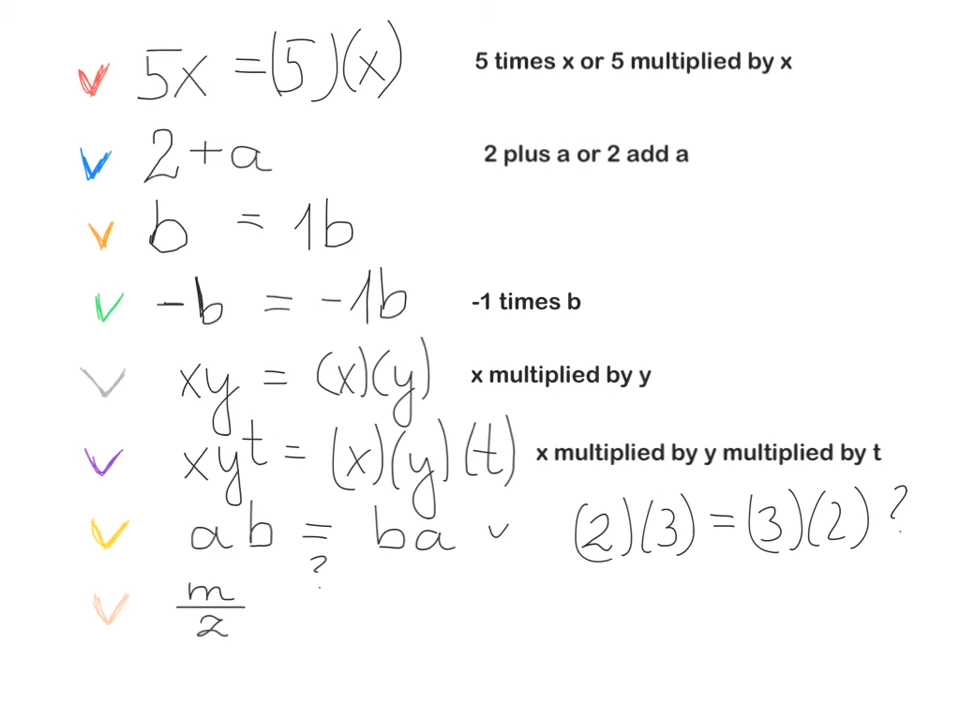 5x = (5)(x) 5 times x or 5 multiplied by x
2 + a 2 plus a or 2 add a
b = 1b
-b = -1b -1 times b
xy = (x)(y) x multiplied by y
xyt = (x)(y)(t) x multiplied by y multiplied by t
ab = ba (2)(3) = (3)(2) ?
?
m
z